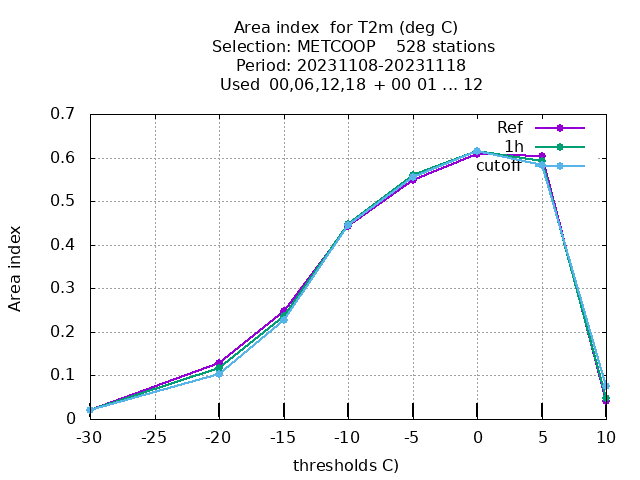 Area index  for T2m (deg C)
Selection: METCOOP    528 stations
Period: 20231108-20231118
Used 00,06,12,18 + 00 01 ... 12
Ref
1h
cutoff
Area index
0.7
0.6
0.5
0.4
0.3
0.2
0.1
0
-30 -25 -20 -15 -10 -5 0 5 10
thresholds C)